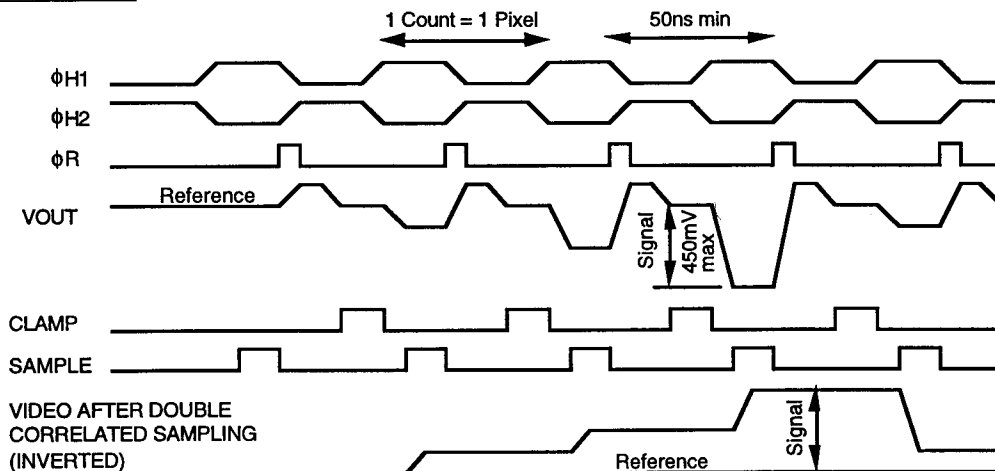 1 Count = 1 Pixel
50ns min
ϕH1
ϕH2
ϕR
Reference
VOUT
Signal
450mV
max
CLAMP
SAMPLE
VIDEO AFTER DOUBLE
CORRELATED SAMPLING
(INVERTED)
Signal
Reference